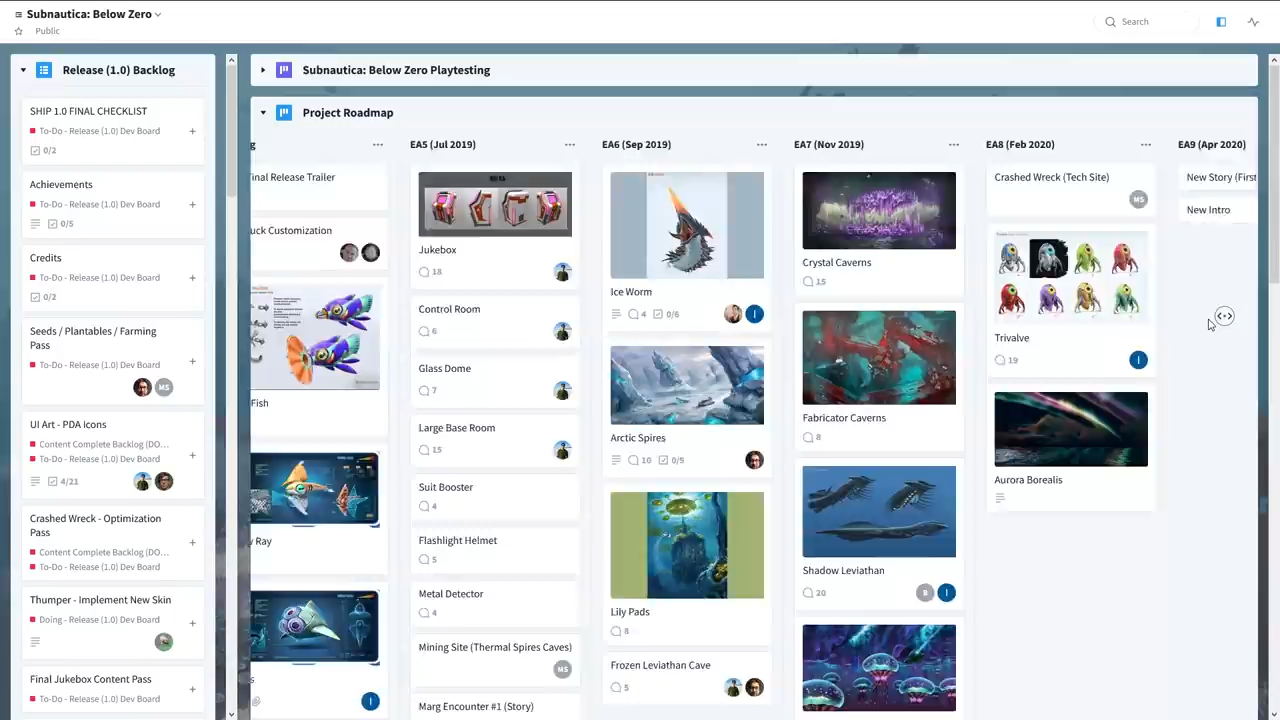 Subnautica: Below Zero
Public
Search
Release (1.0) Backlog
SHIP 1.0 FINAL CHECKLIST
To-Do - Release (1.0) Dev Board
0/2
Achievements
To-Do - Release (1.0) Dev Board
0/5
Credits
To-Do - Release (1.0) Dev Board
0/2
Seeds / Plantables / Farming
Pass
To-Do - Release (1.0) Dev Board
MS
UI Art - PDA Icons
Content Complete Backlog (DO...
To-Do - Release (1.0) Dev Board
Crashed Wreck - Optimization
Pass
Content Complete Backlog (DO...
To-Do - Release (1.0) Dev Board
Thumper - Implement New Skin
Doing - Release (1.0) Dev Board
Final Jukebox Content Pass
To-Do - Release (1.0) Dev Board
Subnautica: Below Zero Playtesting
Project Roadmap
g
inal Release Trailer
uck Customization
Fish
Ray
s
I
EA5 (Jul 2019)
Jukebox
18
Control Room
6
Glass Dome
7
Large Base Room
15
Suit Booster
4
Flashlight Helmet
5
Metal Detector
4
Mining Site (Thermal Spires Caves)
MS
Marg Encounter #1 (Story)
EA6 (Sep 2019)
Ice Worm
4 0/6
I
Arctic Spires
10 0/5
Lily Pads
8
Frozen Leviathan Cave
5
EA7 (Nov 2019)
Crystal Caverns
15
Fabricator Caverns
8
Shadow Leviathan
20
B I
EA8 (Feb 2020)
Crashed Wreck (Tech Site)
MS
Trivalve
19
I
Aurora Borealis
EA9 (Apr 2020)
New Story (First
New Intro